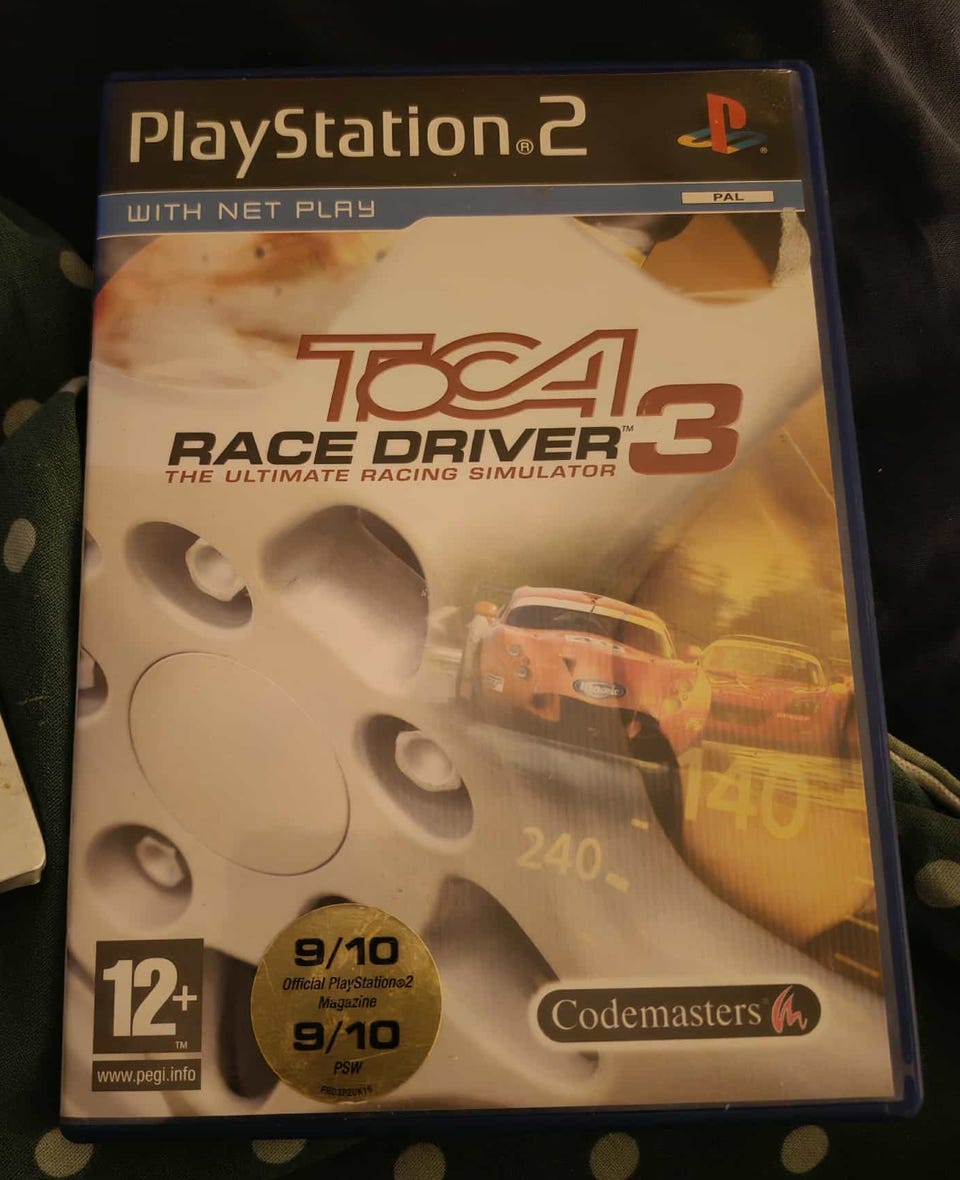 PlayStation®2
WITH NET PLAY
PAL
TOCA
RACE DRIVER™ 3
THE ULTIMATE RACING SIMULATOR
140
240
12+
™
www.pegi.info
9/10
Official PlayStation®2
Magazine
9/10
PSW
Codemasters®